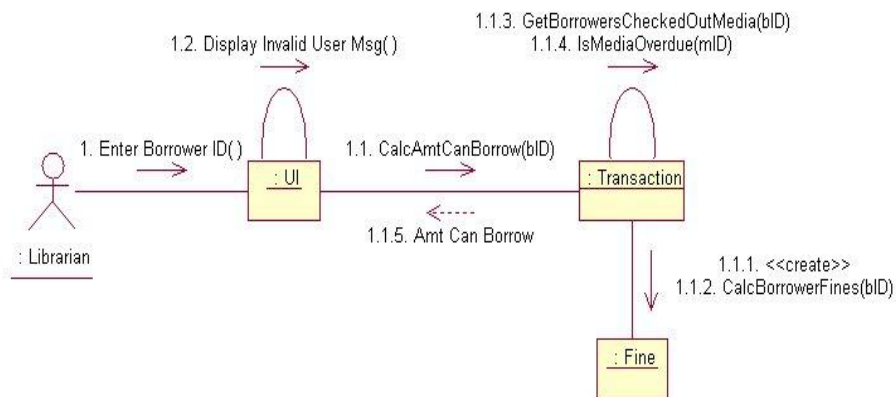 1.1.3. GetBorrowersCheckedOutMedia(bID)
1.2. Display Invalid User Msg( )
1.1.4. IsMediaOverdue(mID)
1. Enter Borrower ID( )
1.1. CalcAmtCanBorrow(bID)
: UI
: Transaction
1.1.5. Amt Can Borrow
: Librarian
1.1.1. <<create>>
1.1.2. CalcBorrowerFines(bID)
: Fine